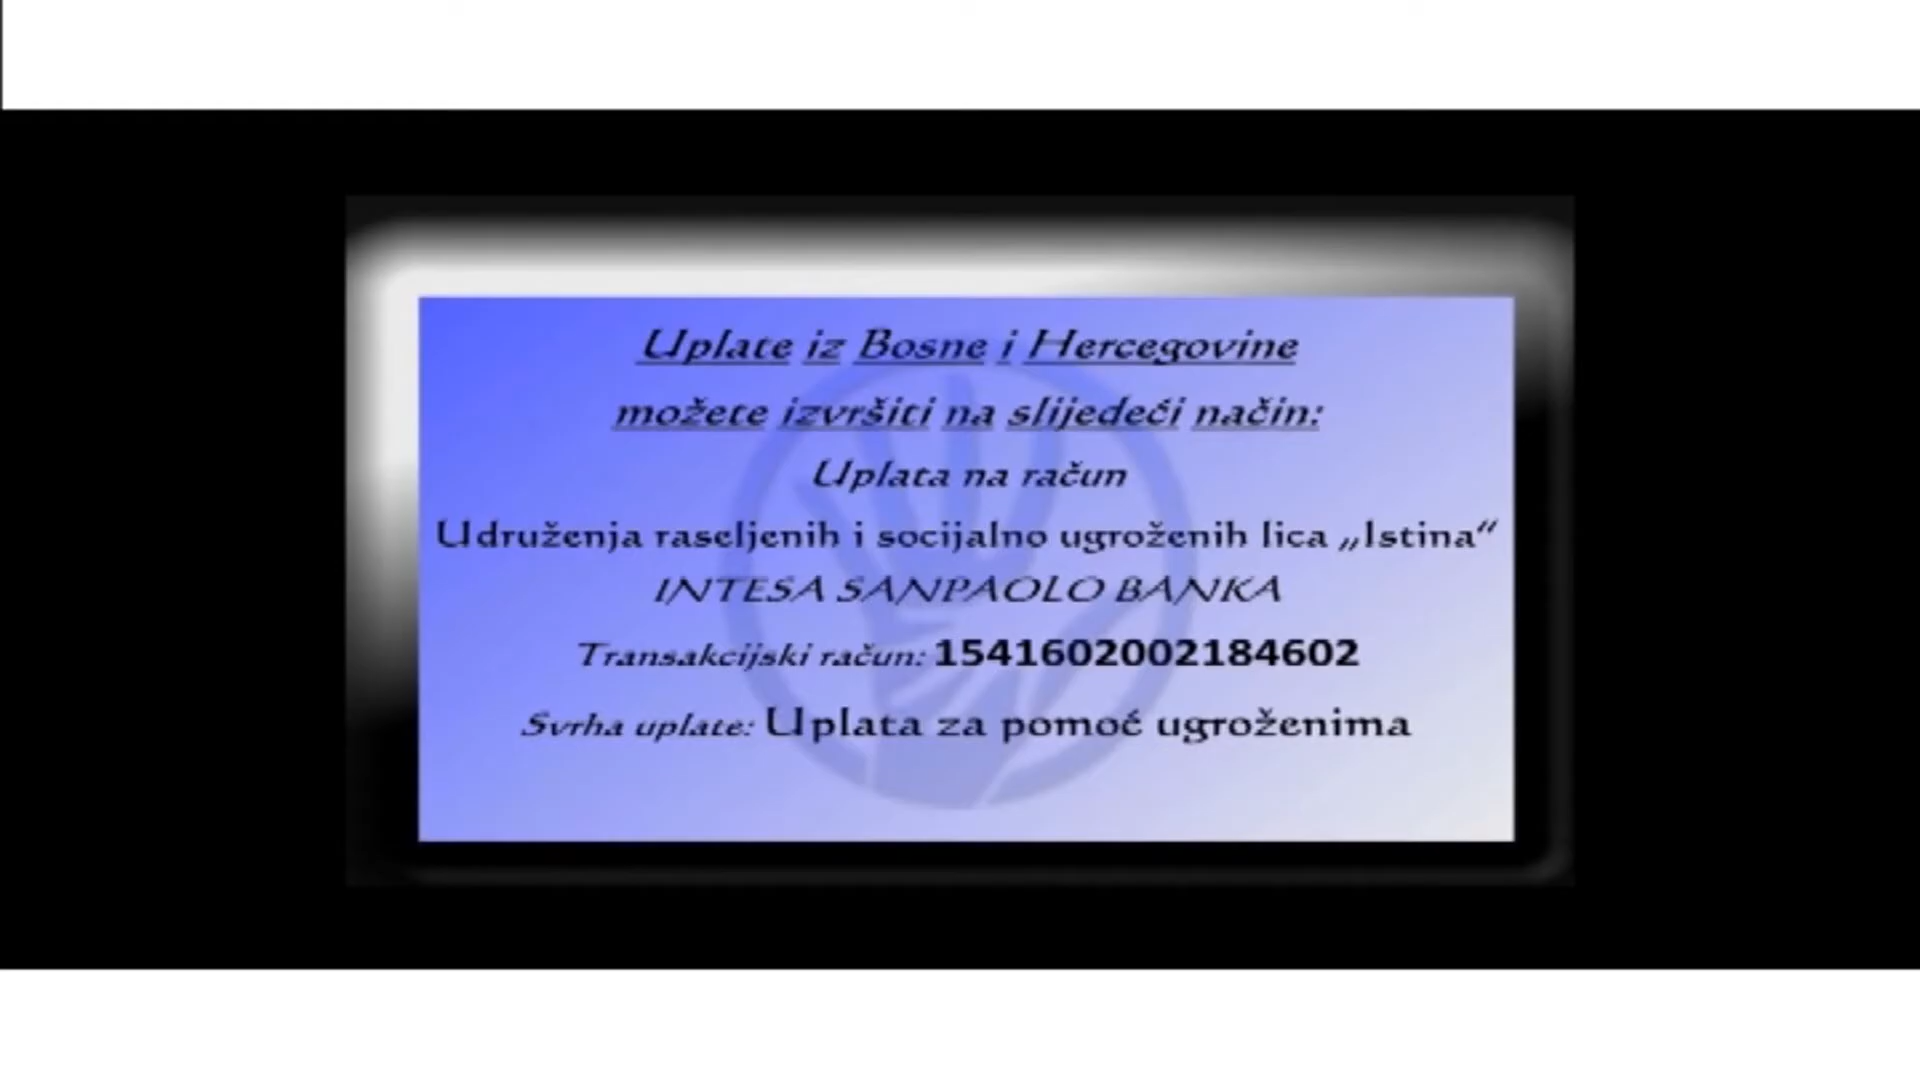 Uplate iz Bosne i Hercegovine
možete izvršiti na slijedeći način:
Uplata na račun
Udruženja raseljenih i socijalno ugroženih lica „Istina“
INTESA SANPAOLO BANKA
Transakcijski račun: 1541602002184602
Svrha uplate: Uplata za pomoć ugroženima